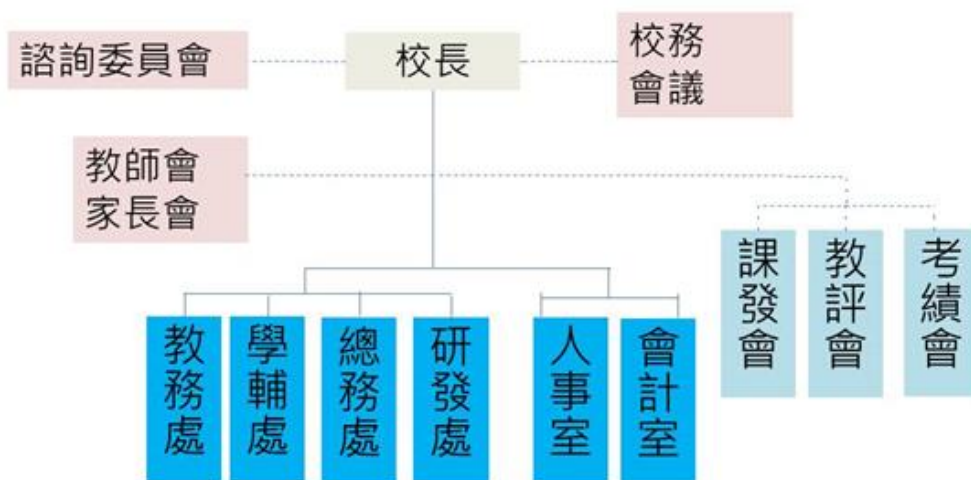 諮詢委員會
校長
校務
會議
教師會
家長會
課發會
教評會
考績會
教務處
學輔處
總務處
研發處
人事室
會計室